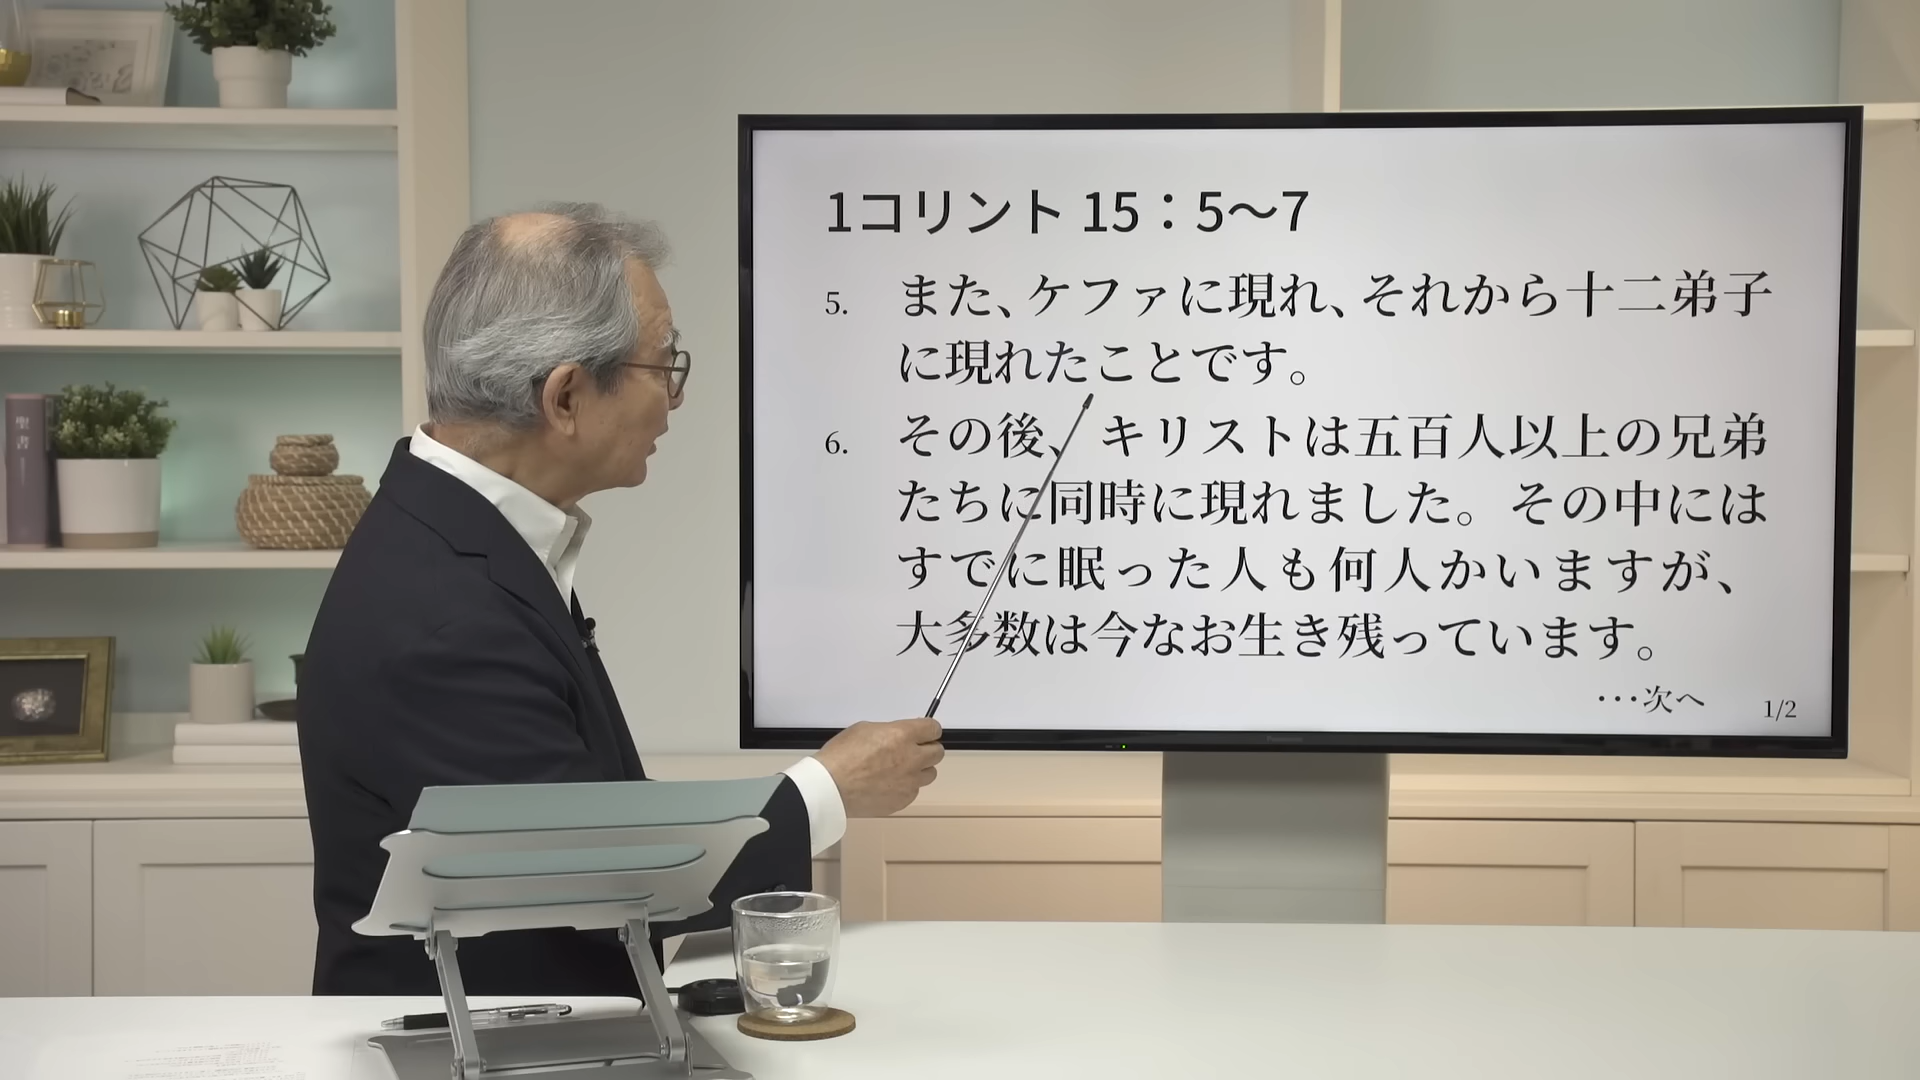 1コリント 15：5〜7
5. また、ケファに現れ、それから十二弟子
に現れたことです。
6. その後、キリストは五百人以上の兄弟
たちに同時に現れました。その中には
すでに眠った人も何人かいますが、
大多数は今なお生き残っています。
…次へ 1/2
聖書
Panasonic